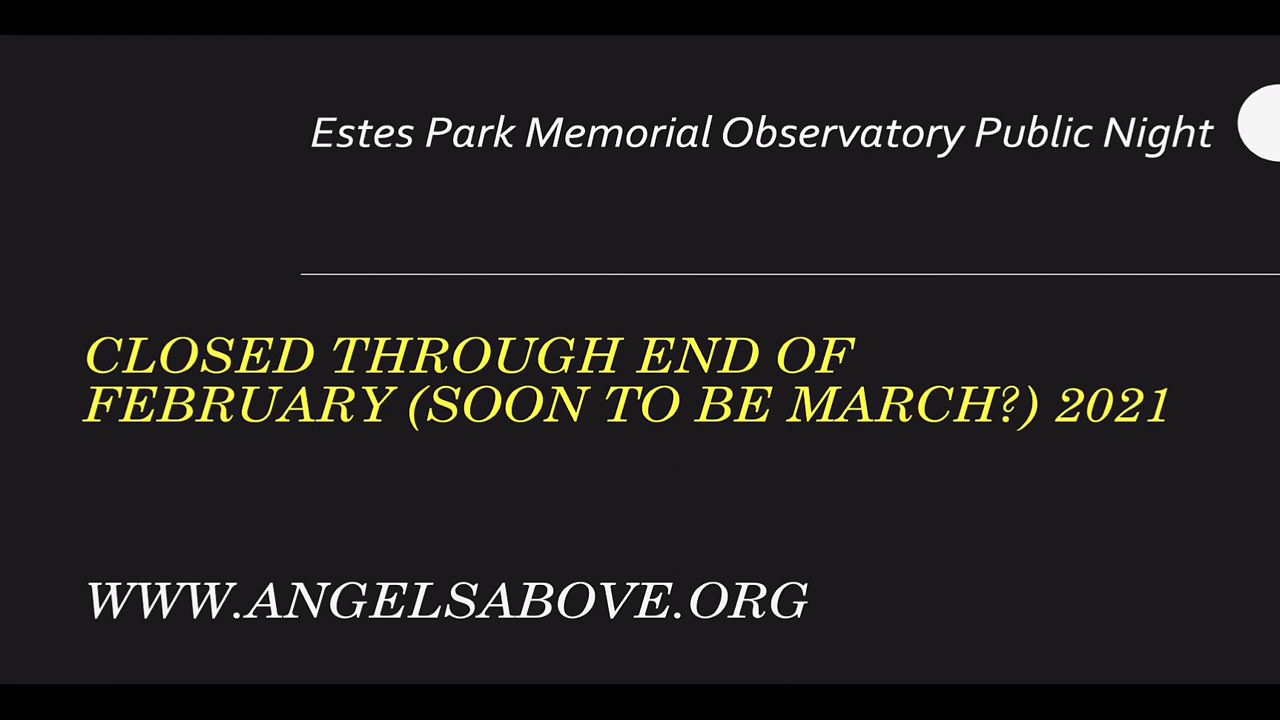 Estes Park Memorial Observatory Public Night
CLOSED THROUGH END OF
FEBRUARY (SOON TO BE MARCH?) 2021
WWW.ANGELSABOVE.ORG